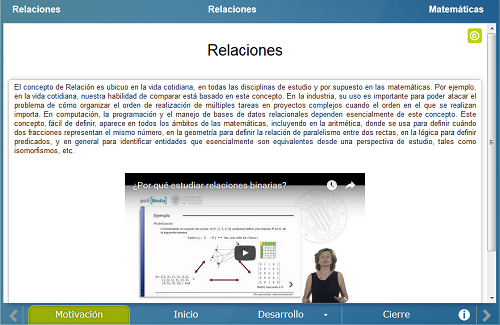 Relaciones Relaciones Matemáticas
Relaciones
El concepto de Relación es ubicuo en la vida cotidiana, en todas las disciplinas de estudio y por supuesto en las matemáticas. Por ejemplo,
en la vida cotidiana, nuestra habilidad de comparar está basado en este concepto. En la industria, su uso es importante para poder atacar el
problema de cómo organizar el orden de realización de múltiples tareas en proyectos complejos cuando el orden en el que se realizan
importa. En computación, la programación y el manejo de bases de datos relacionales dependen esencialmente de este concepto. Este
concepto, fácil de definir, aparece en todos los ámbitos de las matemáticas, incluyendo en la aritmética, donde se usa para definir cuándo
dos fracciones representan el mismo número, en la geometría para definir la relación de paralelismo entre dos rectas, en la lógica para definir
predicados, y en general para identificar entidades que esencialmente son equivalentes desde una perspectiva de estudio, tales como
isomorfismos, etc.
¿Por qué estudiar relaciones binarias?
poli[Media]
Ejemplo
Modelización
Motivación Inicio Desarrollo Cierre